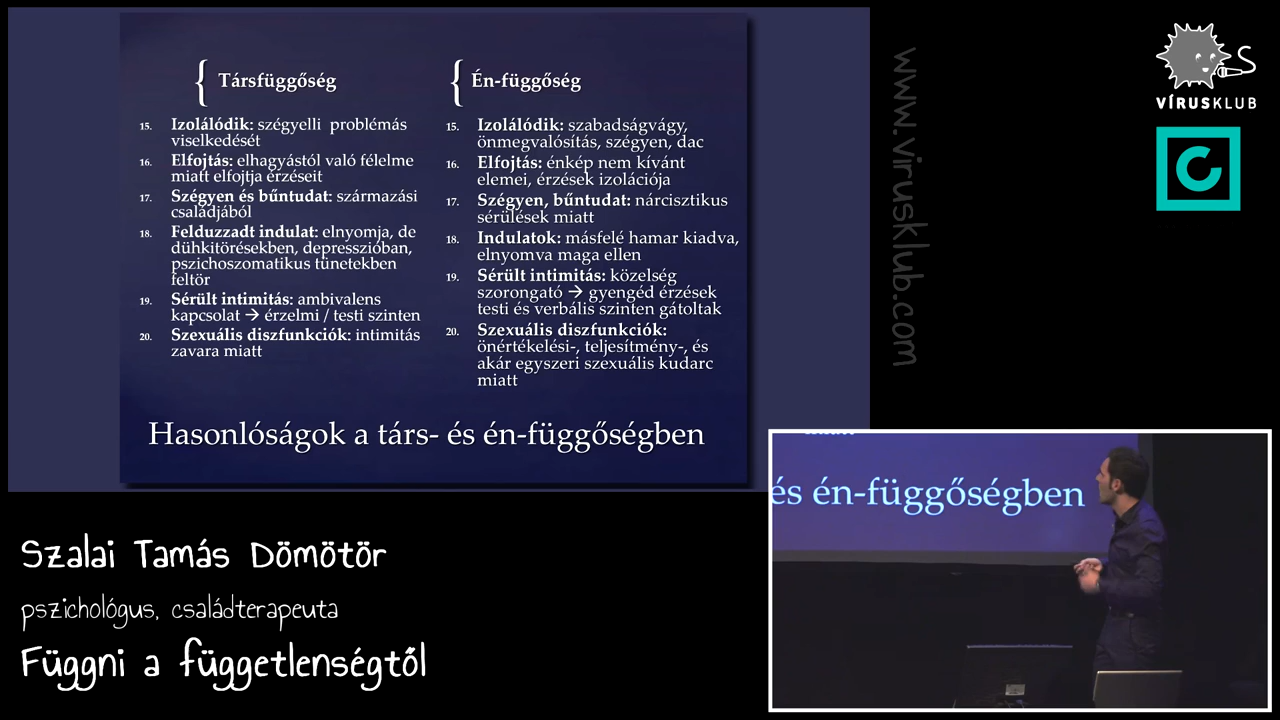 Társfüggőség
15. Izolálódik: szégyelli problémás
viselkedését
16. Elfojtás: elhagyástól való félelme
miatt elfojtja érzéseit
17. Szégyen és bűntudat: származási
családjából
18. Felduzzadt indulat: elnyomja, de
dühkitörésekben, depresszióban,
pszichoszomatikus tünetekben
feltör
19. Sérült intimitás: ambivalens
kapcsolat → érzelmi / testi szinten
20. Szexuális diszfunkciók: intimitás
zavara miatt
Én-függőség
15. Izolálódik: szabadságvágy,
önmegvalósítás, szégyen, dac
16. Elfojtás: énkép nem kívánt
elemei, érzések izolációja
17. Szégyen, bűntudat: nárcisztikus
sérülések miatt
18. Indulatok: másfelé hamar kiadva,
elnyomva maga ellen
19. Sérült intimitás: közelség
szorongató → gyengéd érzések
testi és verbális szinten gátoltak
20. Szexuális diszfunkciók:
önértékelési-, teljesítmény-, és
akár egyszeri szexuális kudarc
miatt
Hasonlóságok a társ- és én-függőségben
www.virusklub.com
VÍRUSKLUB
és én-függőségben
Szalai Tamás Dömötör
pszichológus, családterapeuta
Függni a függetlenségtől